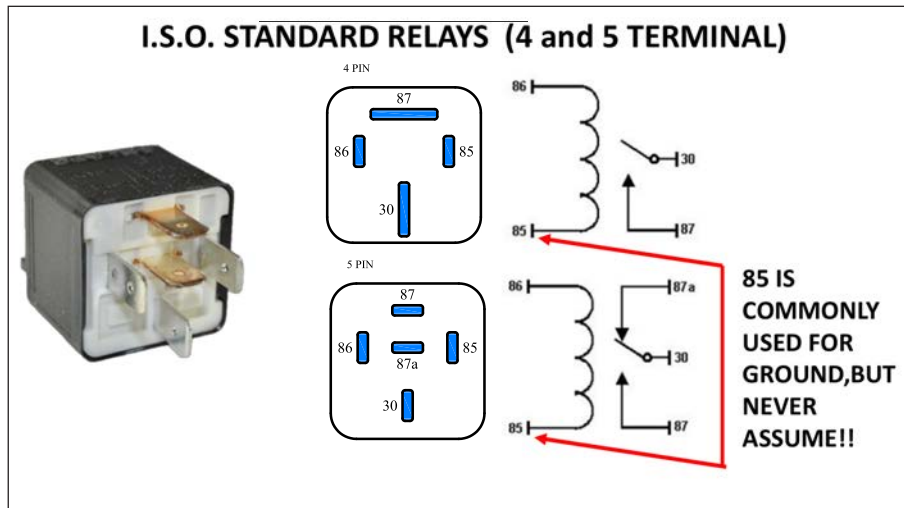 I.S.O. STANDARD RELAYS (4 and 5 TERMINAL)
4 PIN
87
86
85
30
86
30
85
87
5 PIN
87
86
85
87a
30
86
87a
30
85
87
85 IS
COMMONLY
USED FOR
GROUND,BUT
NEVER
ASSUME!!